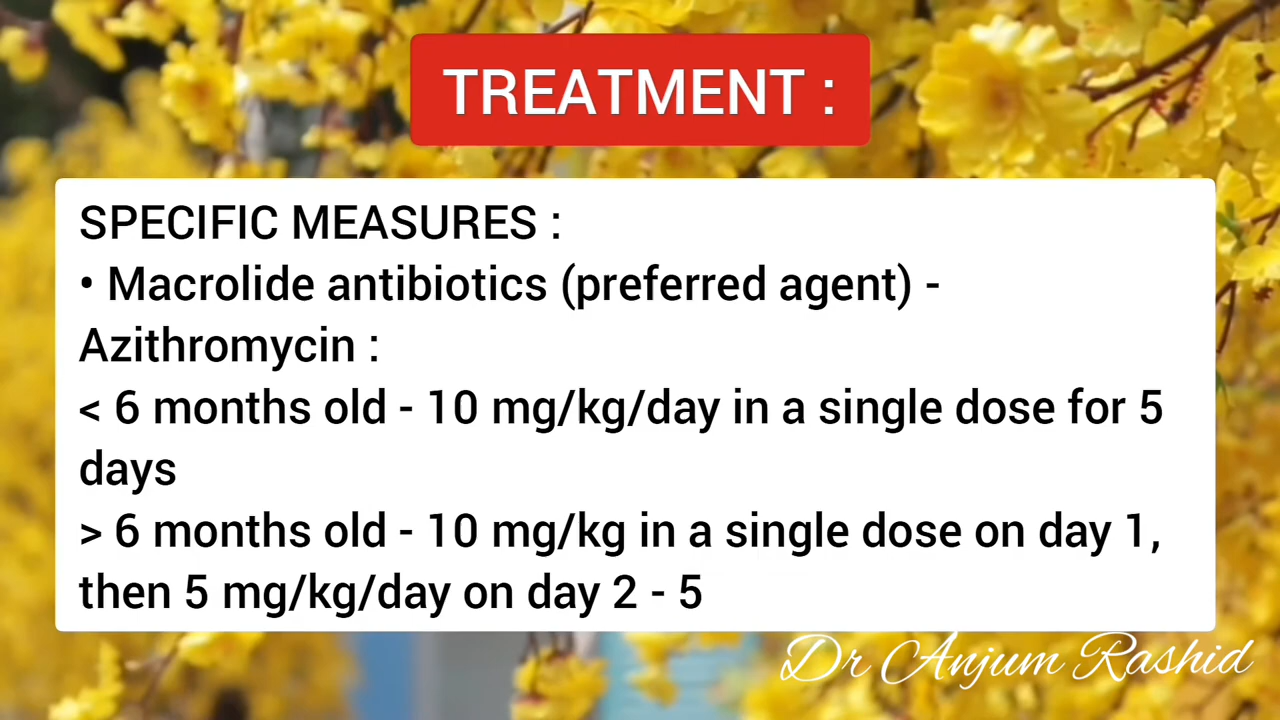 TREATMENT :
SPECIFIC MEASURES :
• Macrolide antibiotics (preferred agent) -
Azithromycin :
< 6 months old - 10 mg/kg/day in a single dose for 5
days
> 6 months old - 10 mg/kg in a single dose on day 1,
then 5 mg/kg/day on day 2 - 5
Dr Anjum Rashid